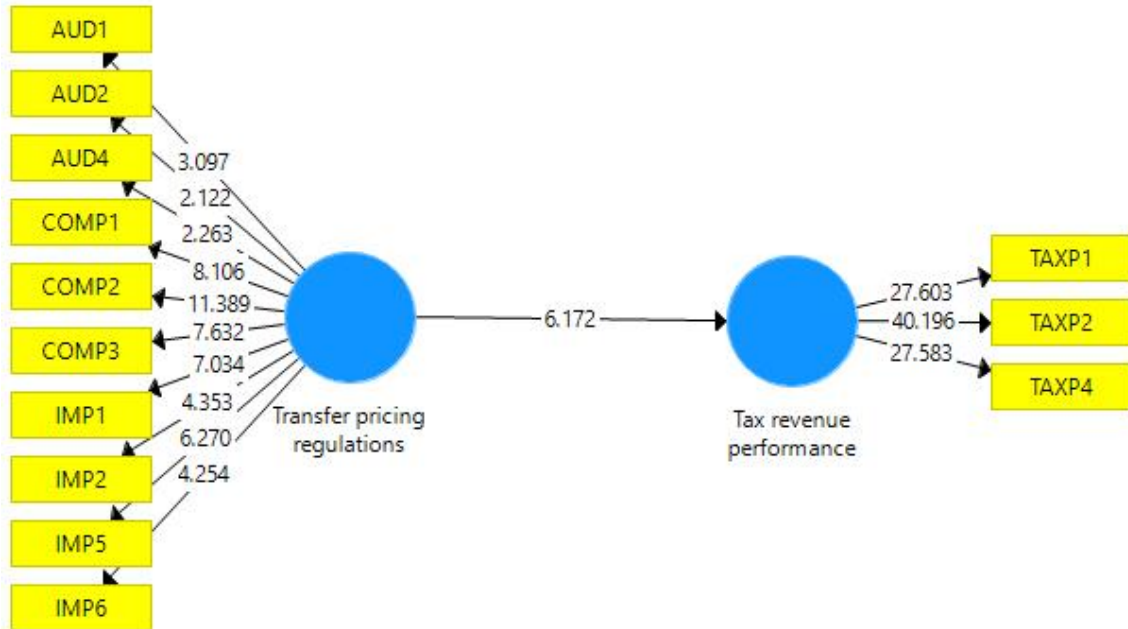 AUD1
AUD2
AUD4
COMP1
COMP2
COMP3
IMP1
IMP2
IMP5
IMP6
3.097
2.122
2.263
8.106
11.389
7.632
7.034
4.353
6.270
4.254
Transfer pricing
regulations
6.172
Tax revenue
performance
27.603
40.196
27.583
TAXP1
TAXP2
TAXP4